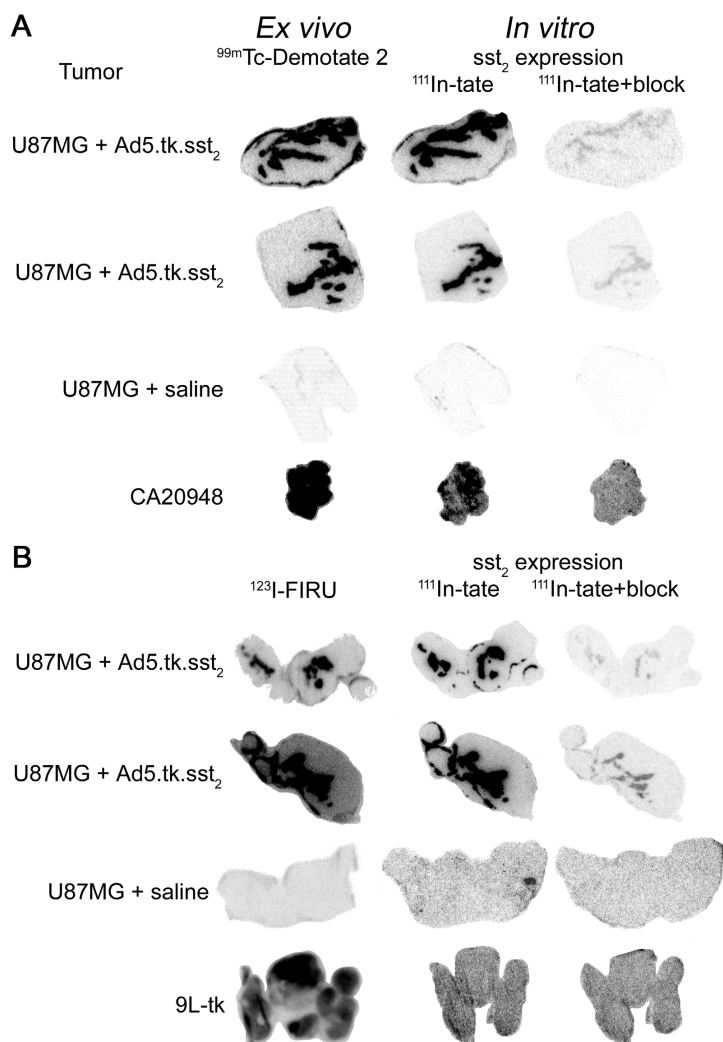 A
Ex vivo In vitro
⁹⁹ᵐTc-Demotate 2 sst₂ expression
Tumor ¹¹¹In-tate ¹¹¹In-tate+block
U87MG + Ad5.tk.sst₂
U87MG + Ad5.tk.sst₂
U87MG + saline
CA20948
B
sst₂ expression
¹²³I-FIRU ¹¹¹In-tate ¹¹¹In-tate+block
U87MG + Ad5.tk.sst₂
U87MG + Ad5.tk.sst₂
U87MG + saline
9L-tk